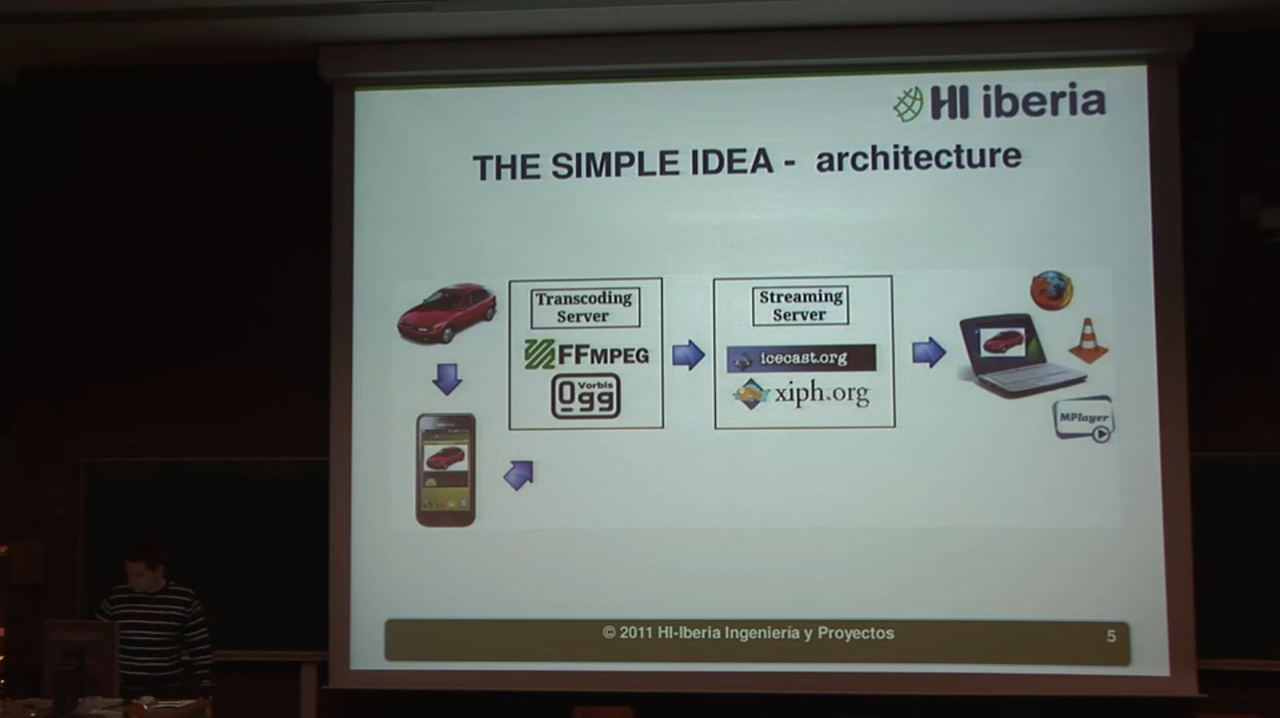 HI iberia
THE SIMPLE IDEA - architecture
Transcoding
Server
FFMPEG
Vorbis
Ogg
Streaming
Server
icecast.org
xiph.org
MPlayer
© 2011 HI-Iberia Ingeniería y Proyectos
5